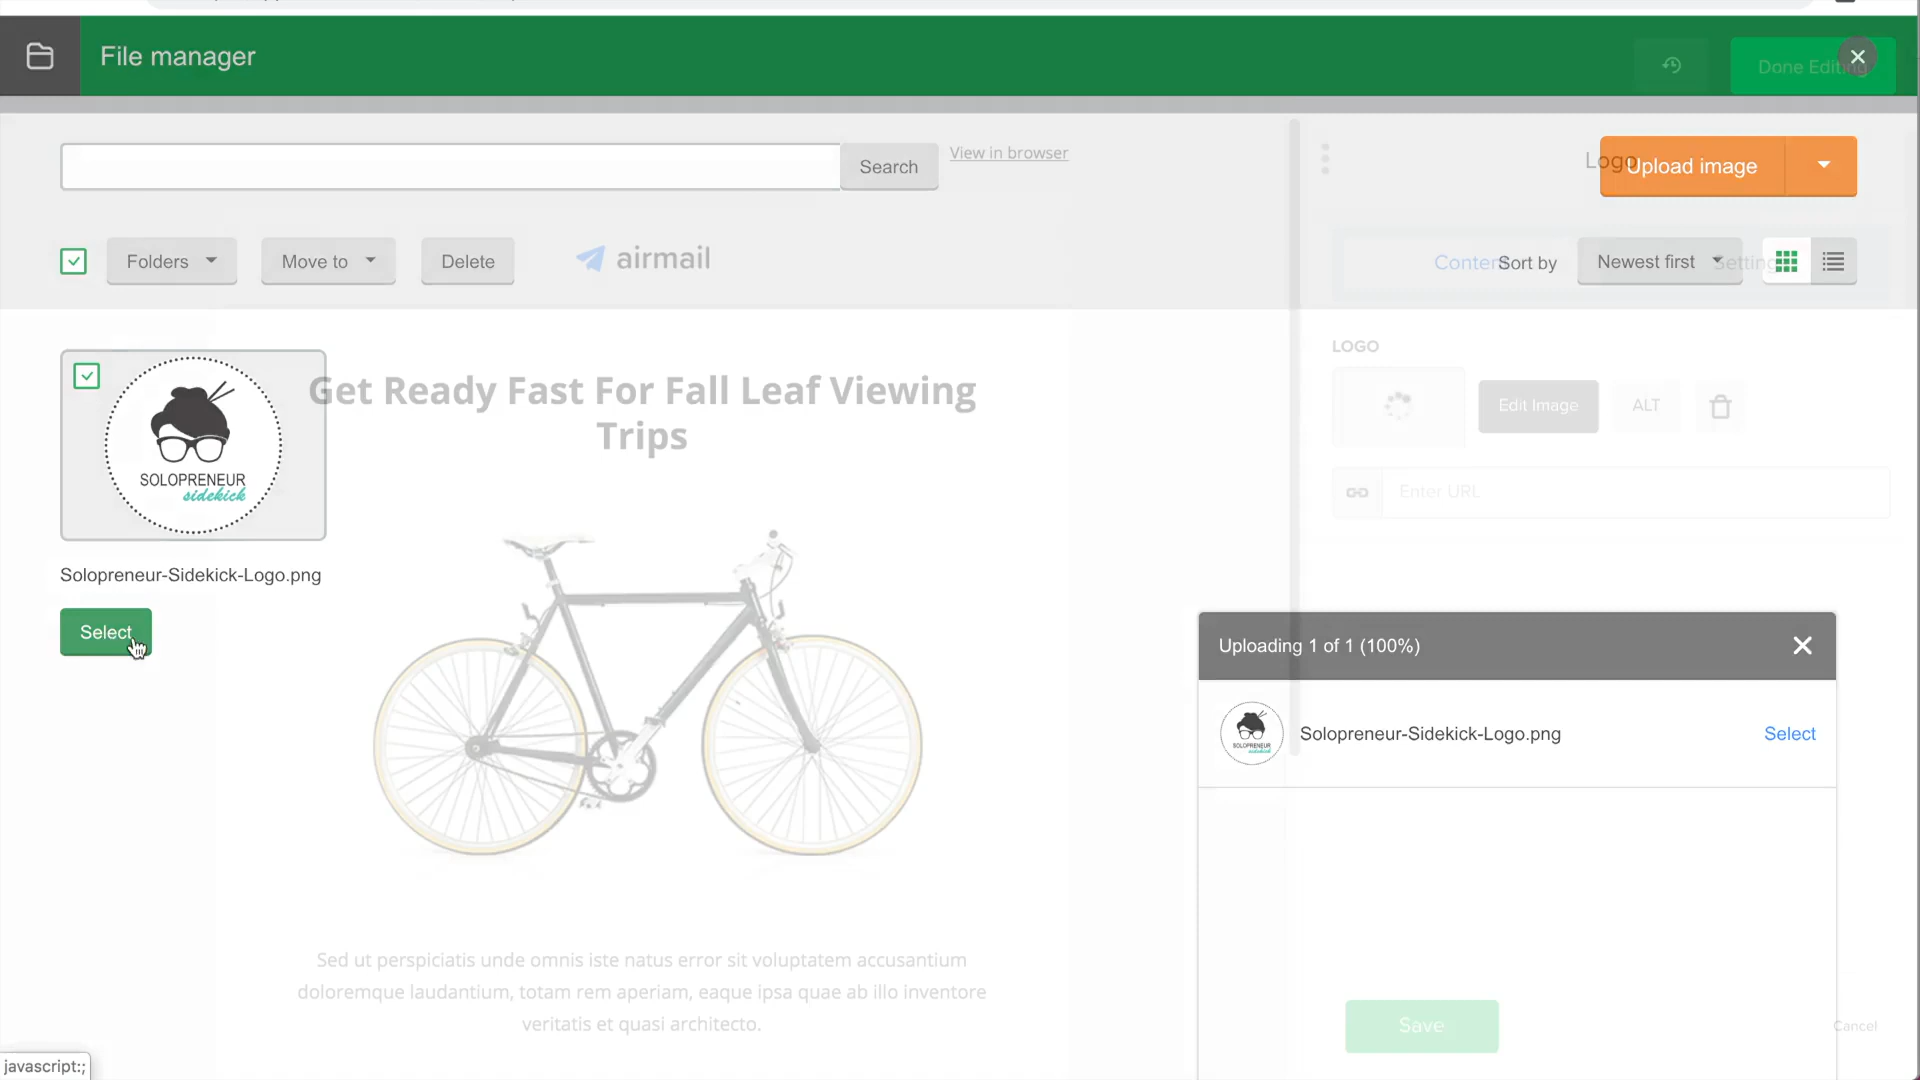 File manager
Done Editing
Search
View in browser
Logo
Upload image
Folders
Move to
Delete
airmail
Content
Sort by
Newest first
Setting
LOGO
Get Ready Fast For Fall Leaf Viewing
Trips
Edit Image
ALT
SOLOPRENEUR
sidekick
Enter URL
Solopreneur-Sidekick-Logo.png
Select
Uploading 1 of 1 (100%)
SOLOPRENEUR
sidekick
Solopreneur-Sidekick-Logo.png
Select
Sed ut perspiciatis unde omnis iste natus error sit voluptatem accusantium
doloremque laudantium, totam rem aperiam, eaque ipsa quae ab illo inventore
veritatis et quasi architecto.
Save
Cancel
javascript:;